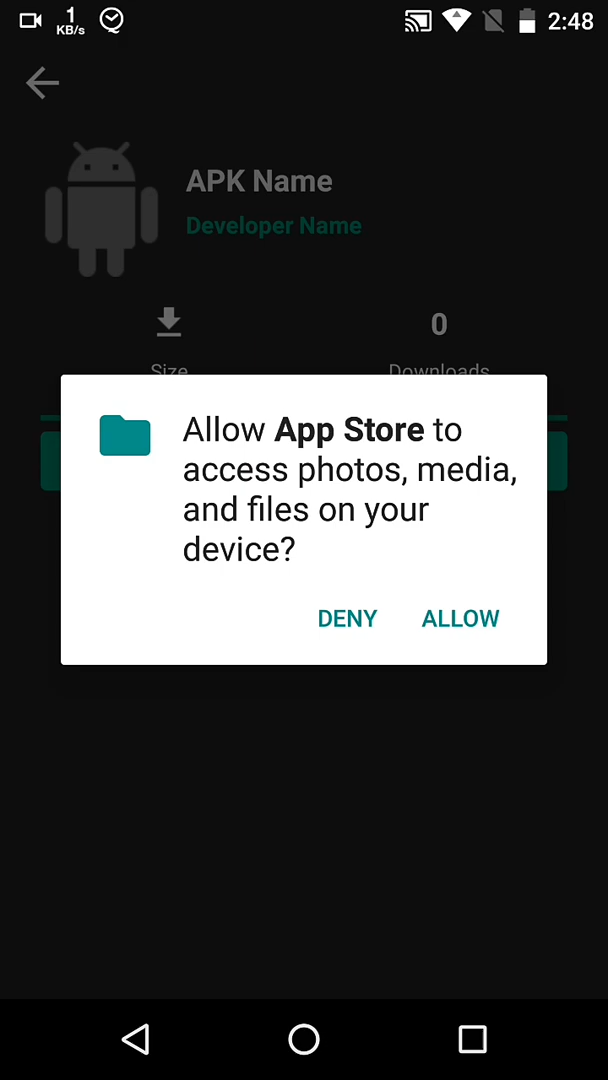 1
KB/s
2:48
APK Name
Developer Name
0
Size
Downloads
Allow App Store to
access photos, media,
and files on your
device?
DENY
ALLOW